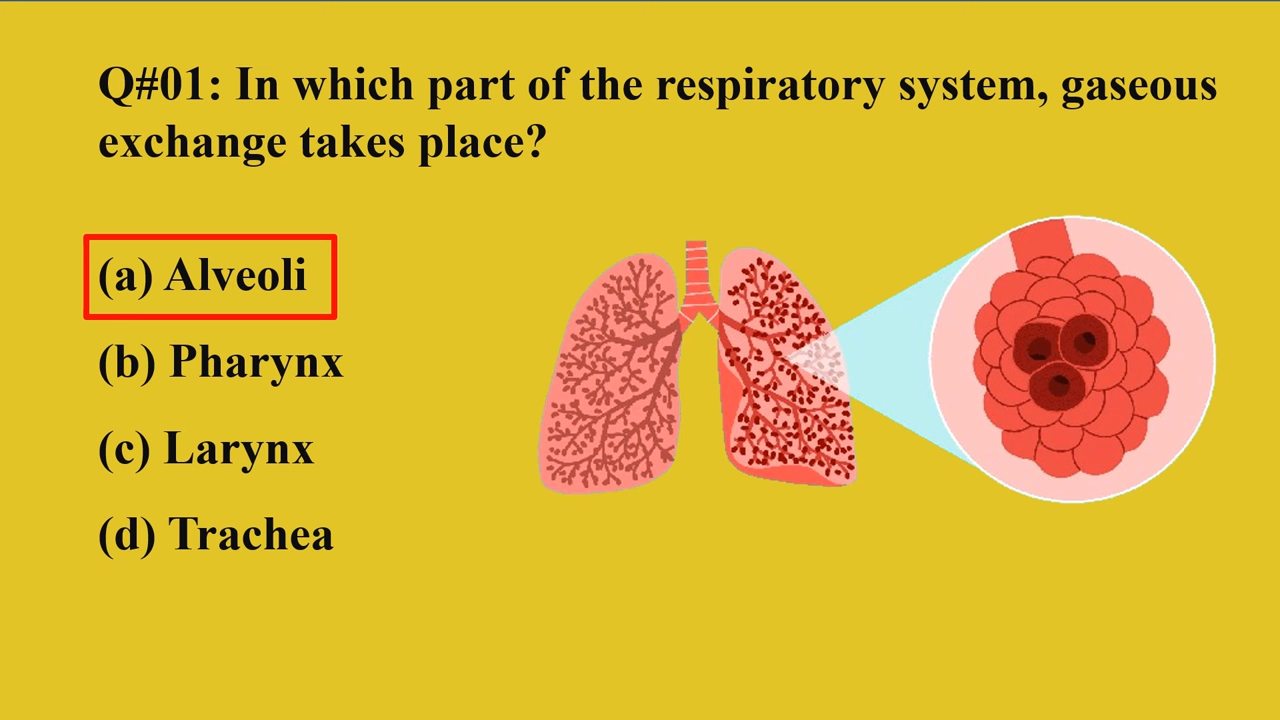 Q#01: In which part of the respiratory system, gaseous
exchange takes place?
(a) Alveoli
(b) Pharynx
(c) Larynx
(d) Trachea